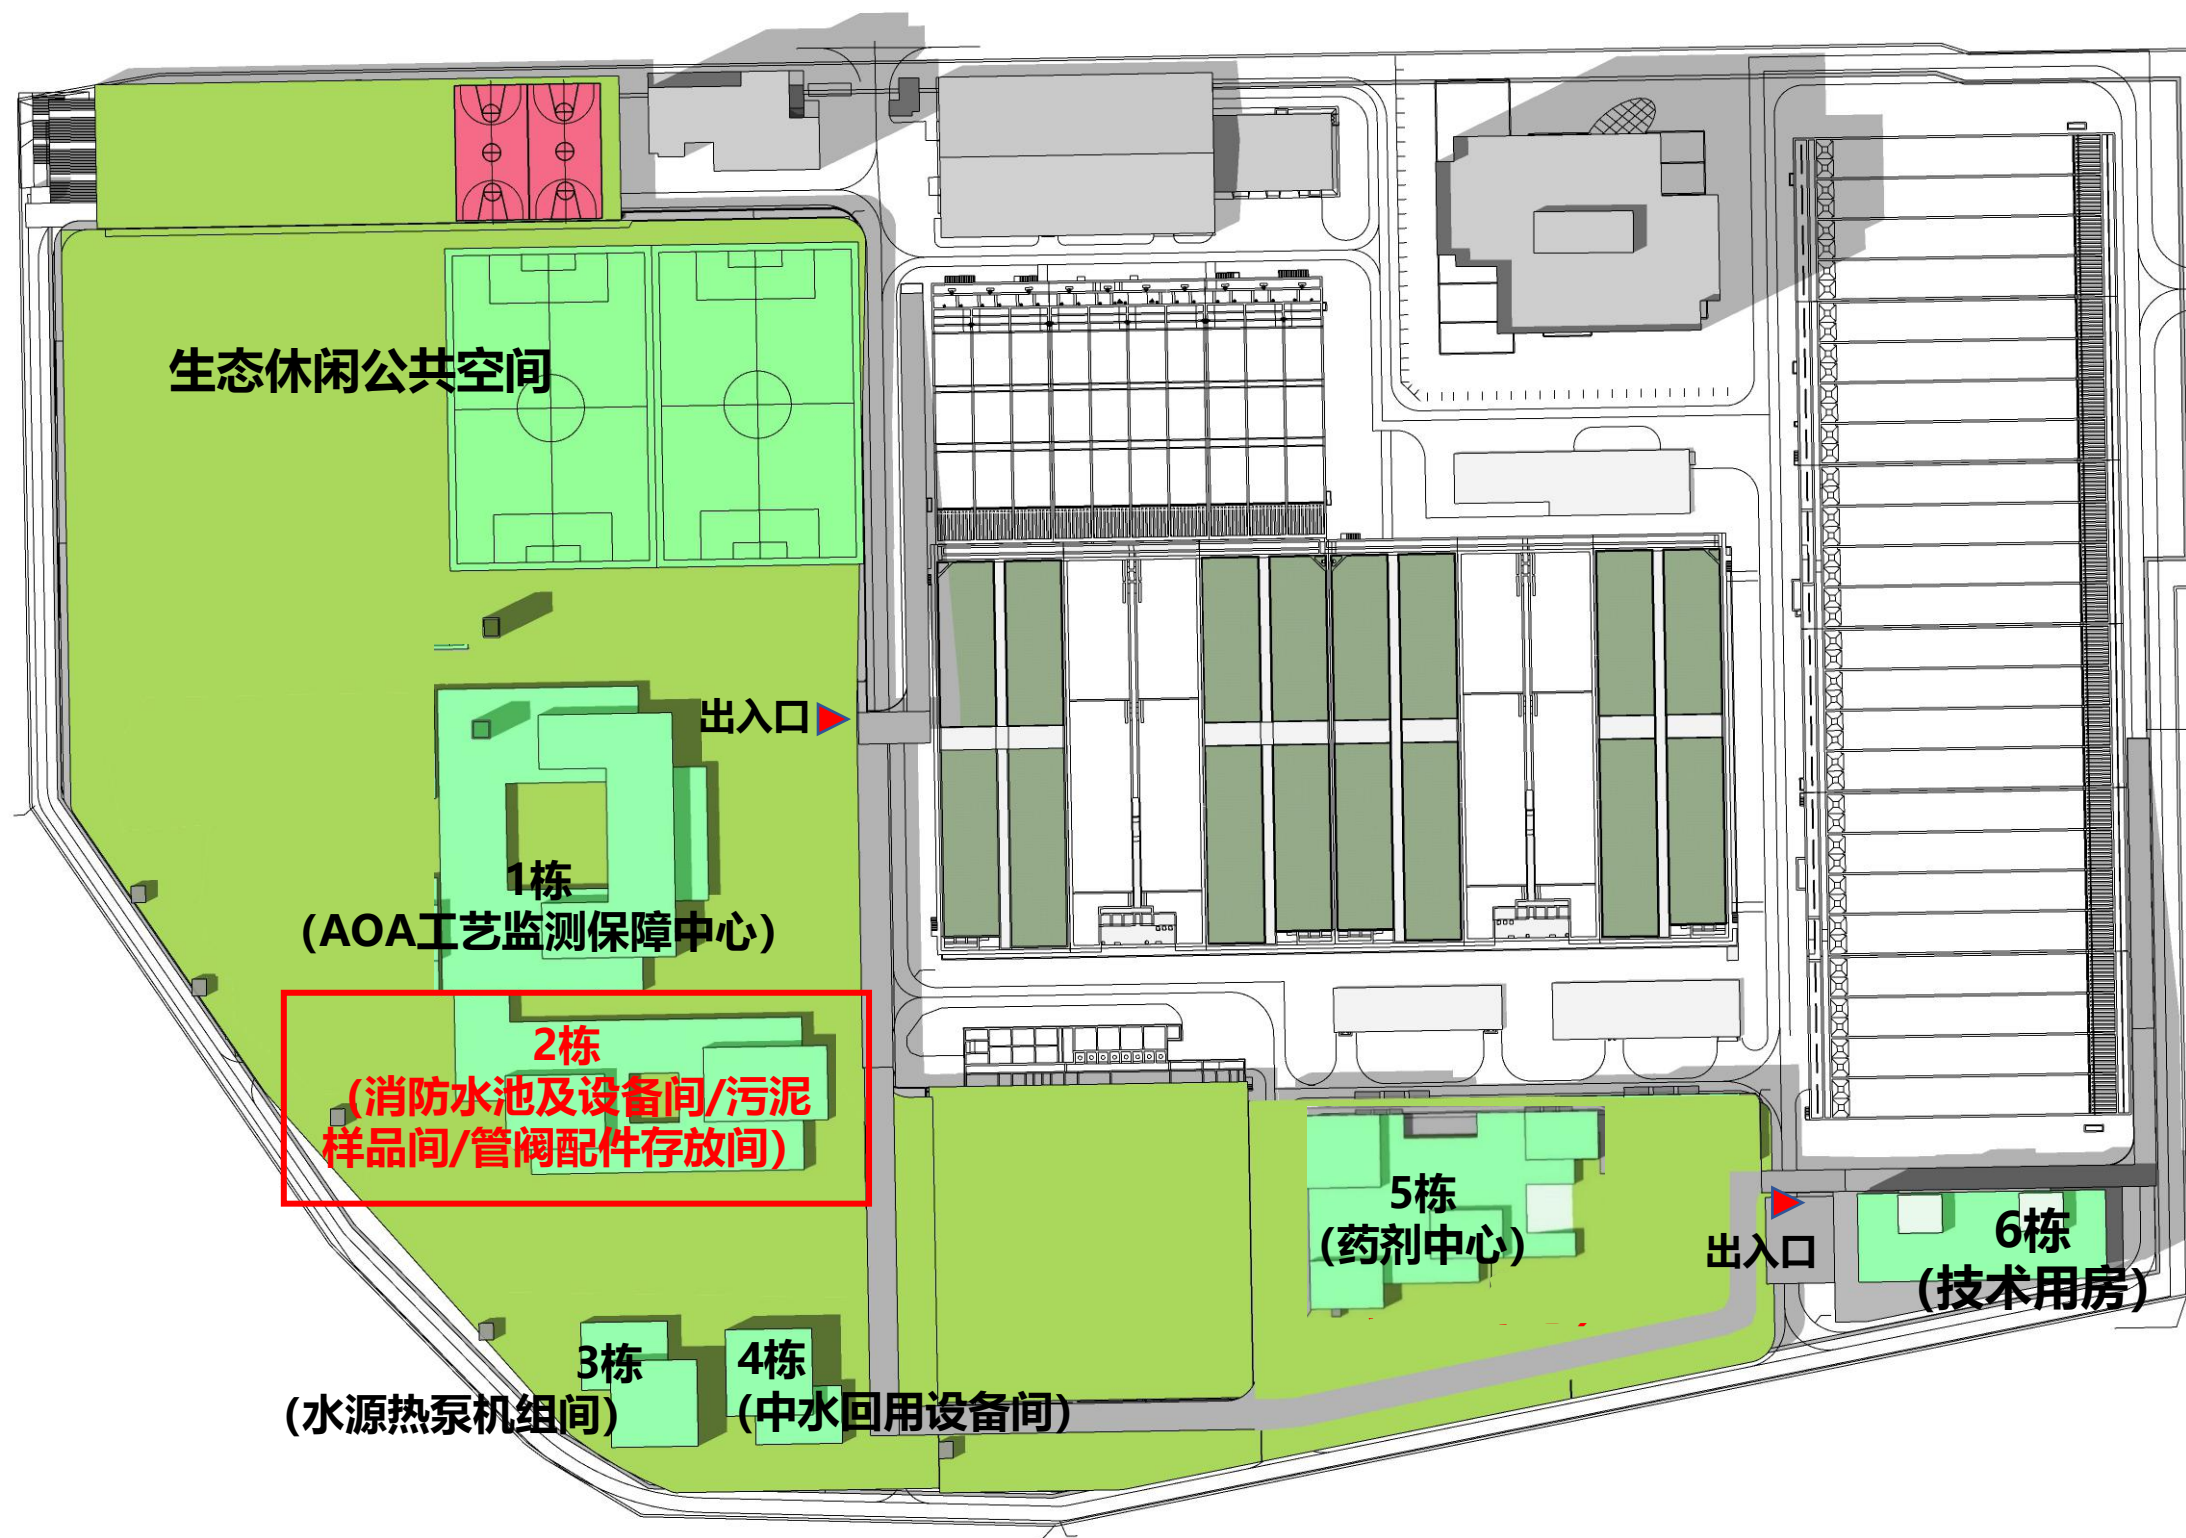 生态休闲公共空间
出入口
1栋
（AOA工艺监测保障中心）
2栋
（消防水池及设备间/污泥
样品间/管阀配件存放间）
5栋
（药剂中心）
出入口
6栋
（技术用房）
3栋
（水源热泵机组间）
4栋
（中水回用设备间）